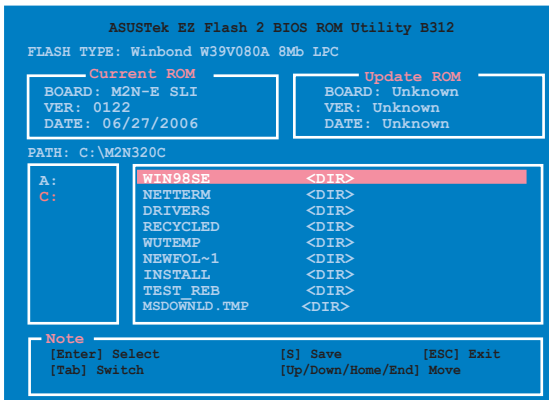 ASUSTek EZ Flash 2 BIOS ROM Utility B312
FLASH TYPE: Winbond W39V080A 8Mb LPC
Current ROM
BOARD: M2N-E SLI
VER: 0122
DATE: 06/27/2006
Update ROM
BOARD: Unknown
VER: Unknown
DATE: Unknown
PATH: C:\M2N320C
A:
C:
WIN98SE <DIR>
NETTERM <DIR>
DRIVERS <DIR>
RECYCLED <DIR>
WUTEMP <DIR>
NEWFOL~1 <DIR>
INSTALL <DIR>
TEST_REB <DIR>
MSDOWNLD.TMP <DIR>
Note
[Enter] Select [S] Save [ESC] Exit
[Tab] Switch [Up/Down/Home/End] Move